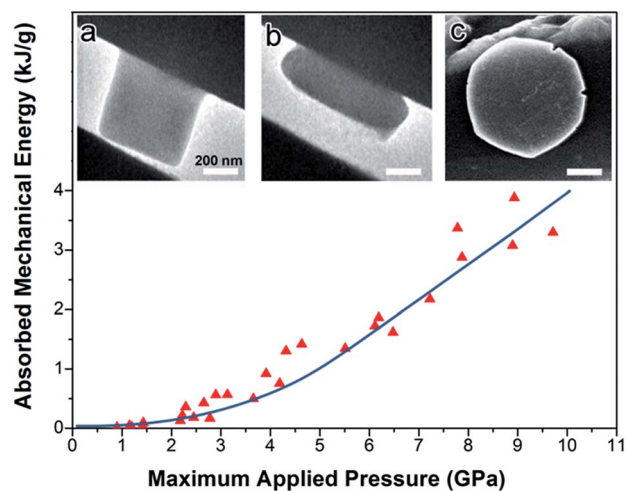 a
b
c
200 nm
Absorbed Mechanical Energy (kJ/g)
4
3
2
1
0
0 1 2 3 4 5 6 7 8 9 10 11
Maximum Applied Pressure (GPa)